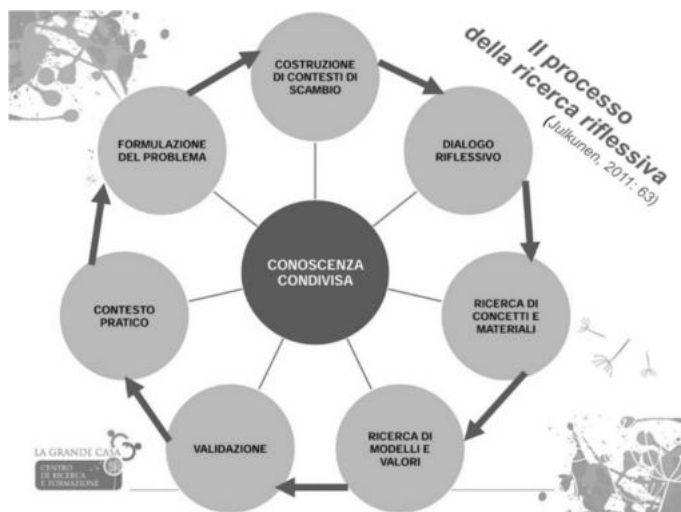 Il processo
della ricerca riflessiva
(Julkunen, 2011: 63)
COSTRUZIONE
DI CONTESTI DI
SCAMBIO
DIALOGO
RIFLESSIVO
RICERCA DI
CONCETTI E
MATERIALI
RICERCA DI
MODELLI E
VALORI
VALIDAZIONE
CONTESTO
PRATICO
FORMULAZIONE
DEL PROBLEMA
CONOSCENZA
CONDIVISA
LA GRANDE CASA
CENTRO
DI RICERCA
E FORMAZIONE